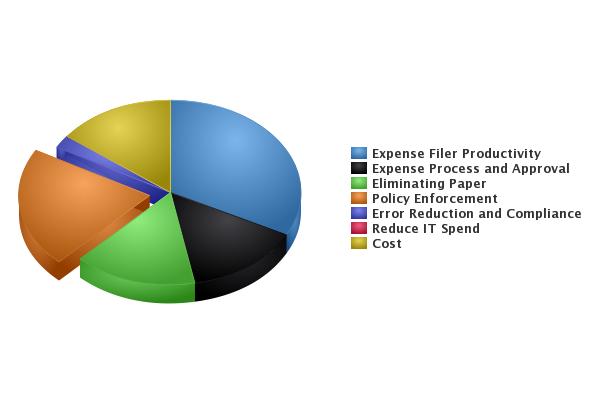 Expense Filer Productivity
Expense Process and Approval
Eliminating Paper
Policy Enforcement
Error Reduction and Compliance
Reduce IT Spend
Cost